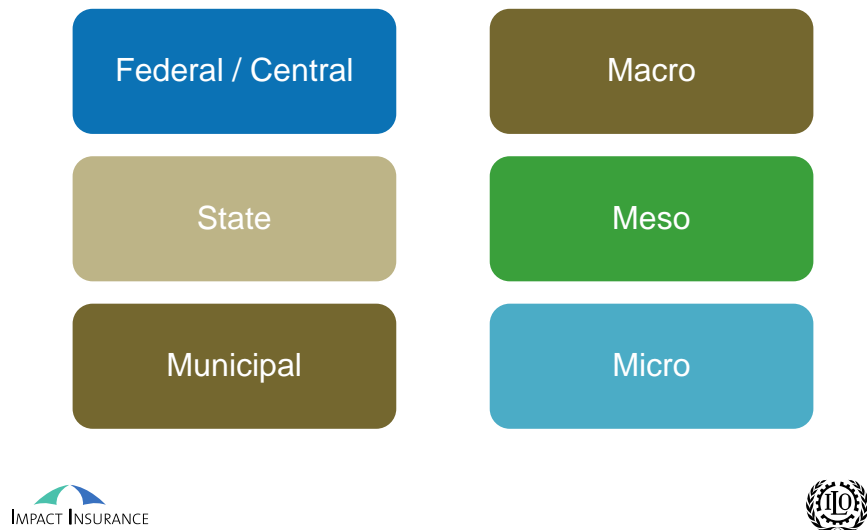 Federal / Central
Macro
State
Meso
Municipal
Micro
IMPACT INSURANCE
ILO